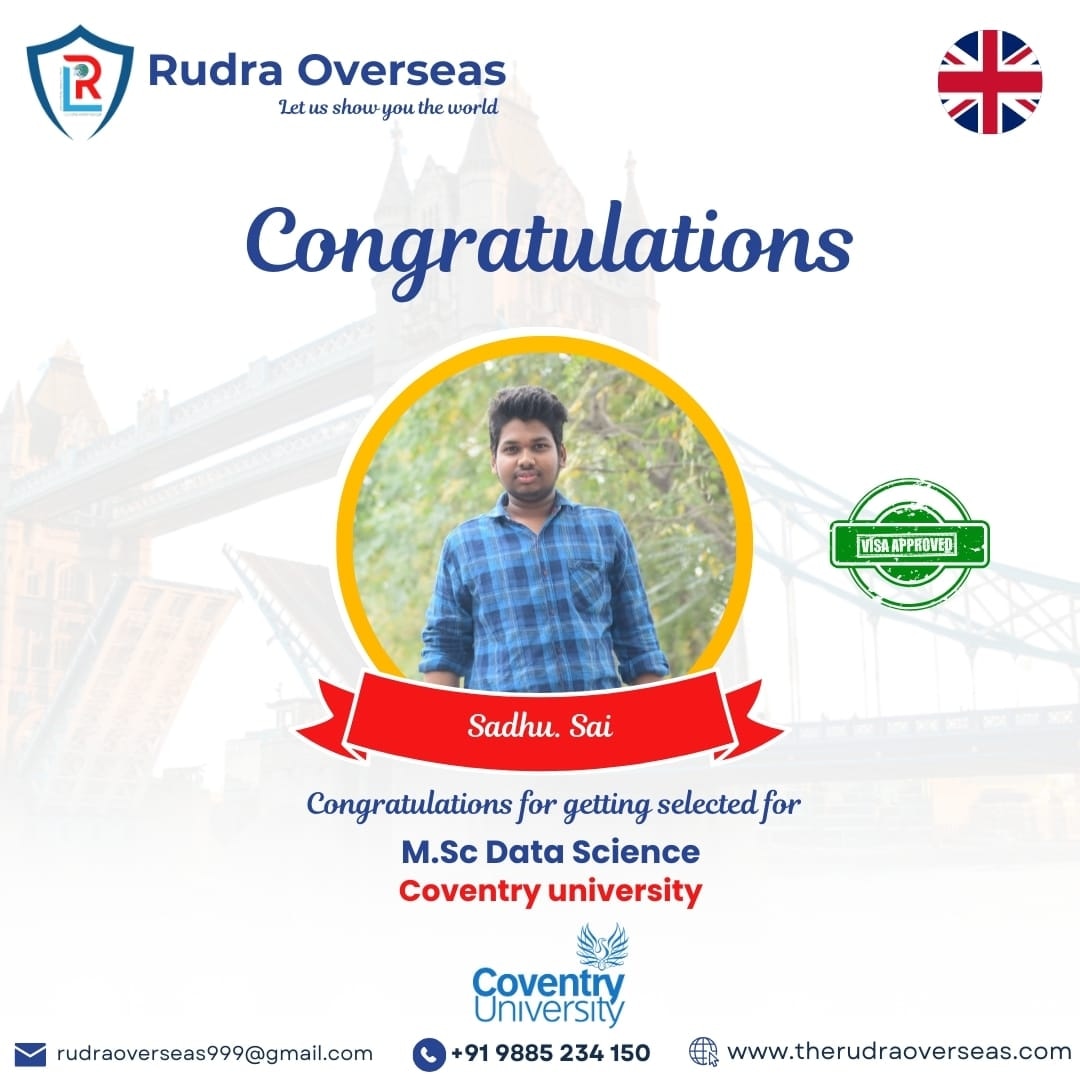 Rudra Overseas
Let us show you the world
Congratulations
VISA APPROVED
Sadhu. Sai
Congratulations for getting selected for
M.Sc Data Science
Coventry university
Coventry
University
rudraoverseas999@gmail.com
+91 9885 234 150
www.therudraoverseas.com